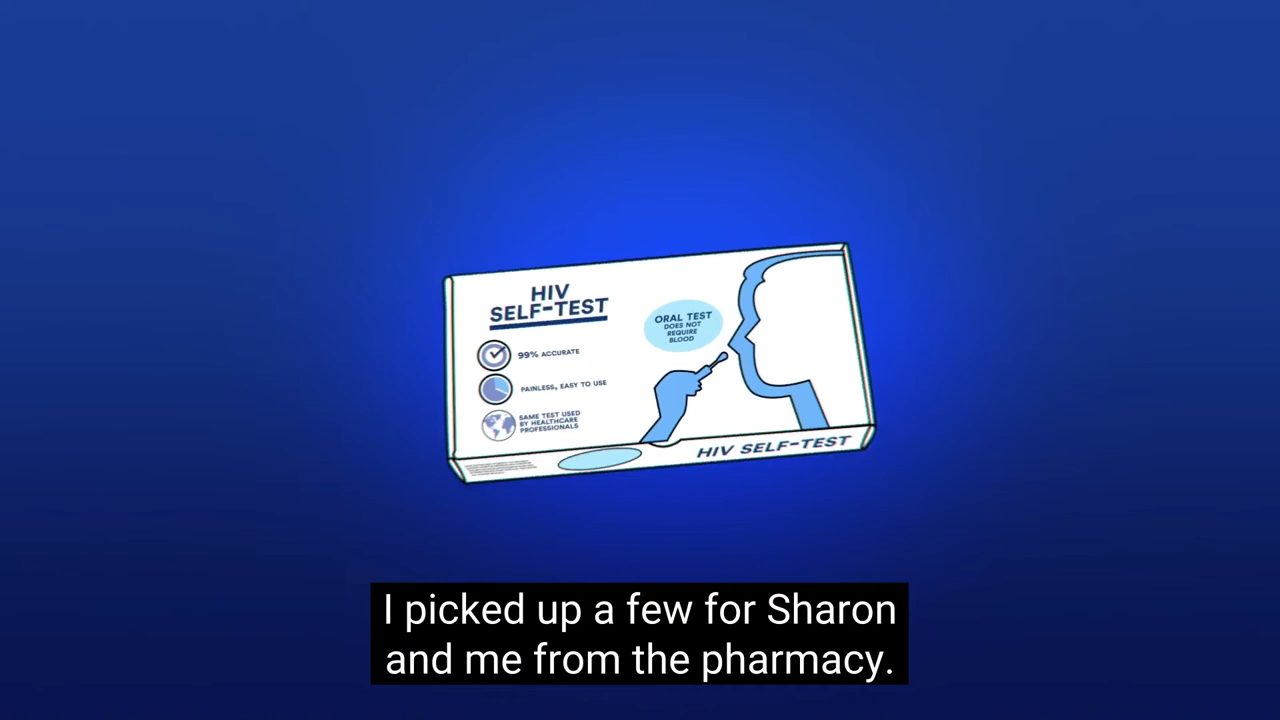 HIV
SELF-TEST
99% ACCURATE
PAINLESS, EASY TO USE
SAME TEST USED
BY HEALTHCARE
PROFESSIONALS
ORAL TEST
DOES NOT
REQUIRE
BLOOD
HIV SELF-TEST
I picked up a few for Sharon
and me from the pharmacy.